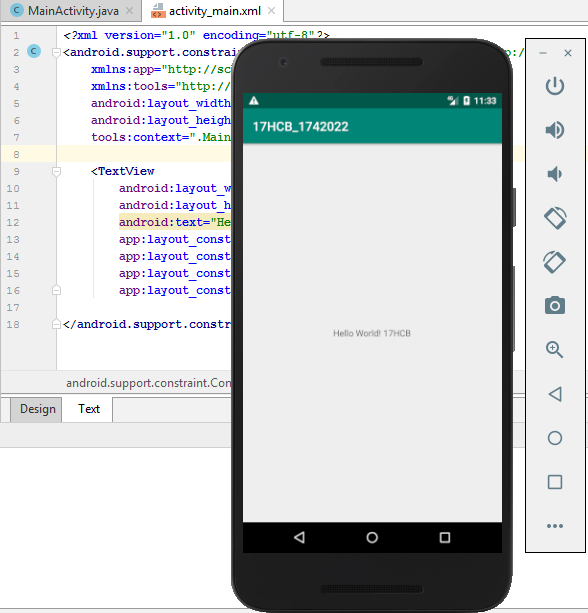 MainActivity.java
activity_main.xml
1 <?xml version="1.0" encoding="utf-8"?>
2 <android.support.constra
3 xmlns:app="http://sc
4 xmlns:tools="http://
5 android:layout_width
6 android:layout_heig
7 tools:context=".Main
8
9 <TextView
10 android:layout_w
11 android:layout_h
12 android:text="He
13 app:layout_const
14 app:layout_const
15 app:layout_const
16 app:layout_const
17
18 </android.support.constr
android.support.constraint.Con
Design Text
11:33
17HCB_1742022
Hello World! 17HCB